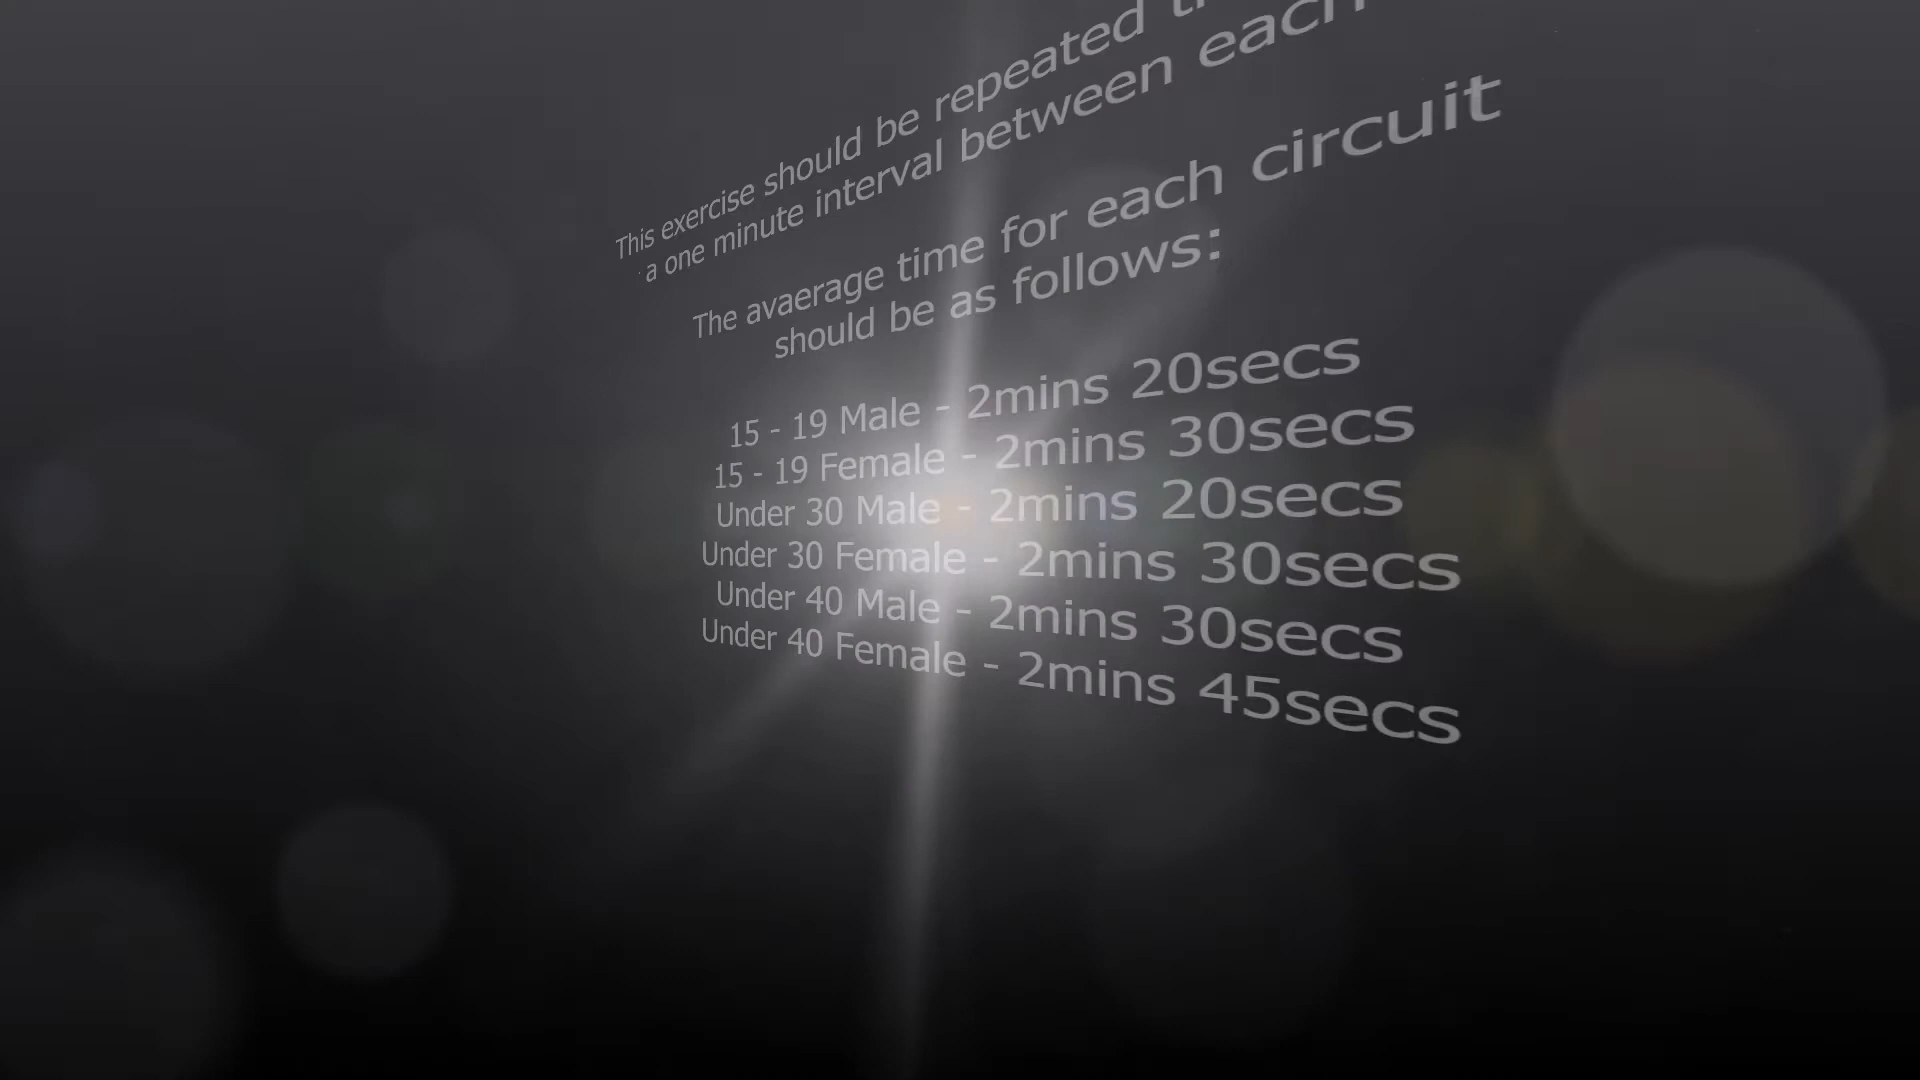 This exercise should be repeated
a one minute interval between each
The avaerage time for each circuit
should be as follows:
15 - 19 Male - 2mins 20secs
15 - 19 Female - 2mins 30secs
Under 30 Male - 2mins 20secs
Under 30 Female - 2mins 30secs
Under 40 Male - 2mins 30secs
Under 40 Female - 2mins 45secs